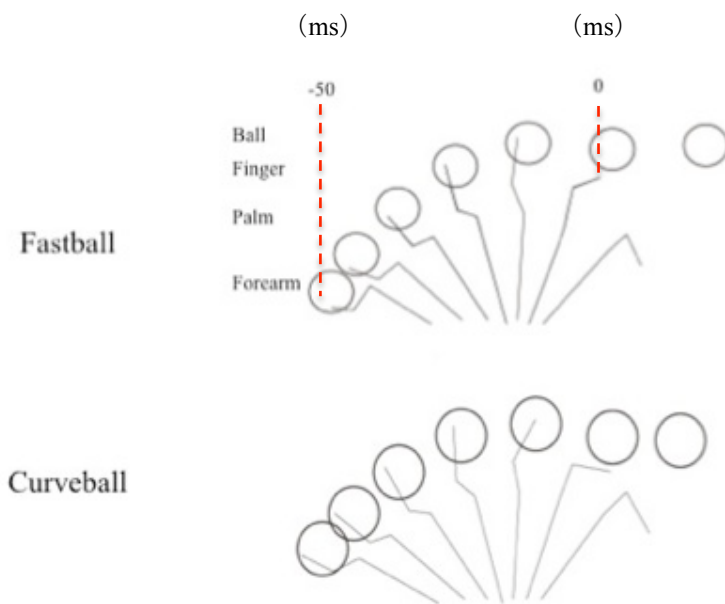 (ms) (ms)
-50 0
Ball
Finger
Palm
Fastball
Forearm
Curveball